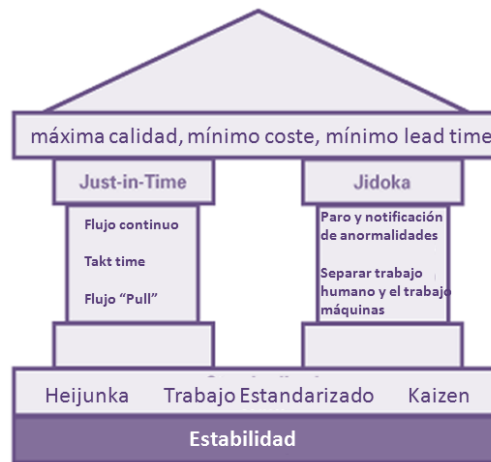 máxima calidad, mínimo coste, mínimo lead time
Just-in-Time
Flujo continuo
Takt time
Flujo “Pull”
Jidoka
Paro y notificación
de anormalidades
Separar trabajo
humano y el trabajo
máquinas
Heijunka Trabajo Estandarizado Kaizen
Estabilidad